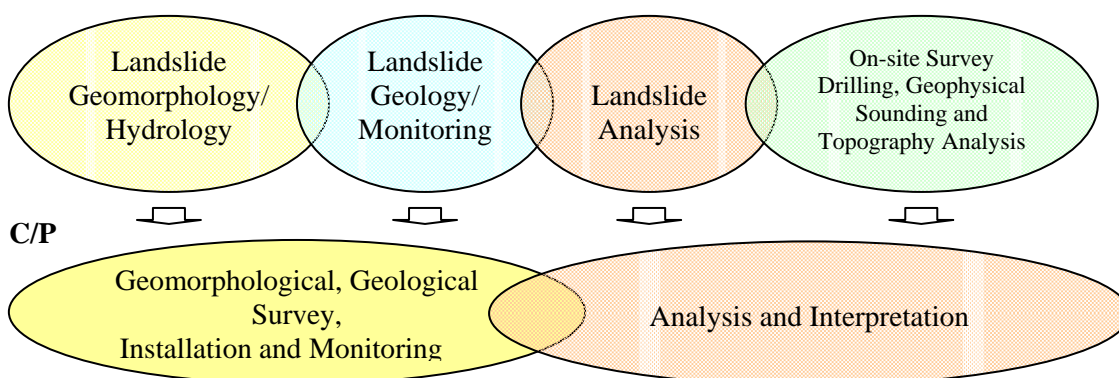 Landslide
Geomorphology/
Hydrology
Landslide
Geology/
Monitoring
Landslide
Analysis
On-site Survey
Drilling, Geophysical
Sounding and
Topography Analysis
C/P
Geomorphological, Geological
Survey,
Installation and Monitoring
Analysis and Interpretation